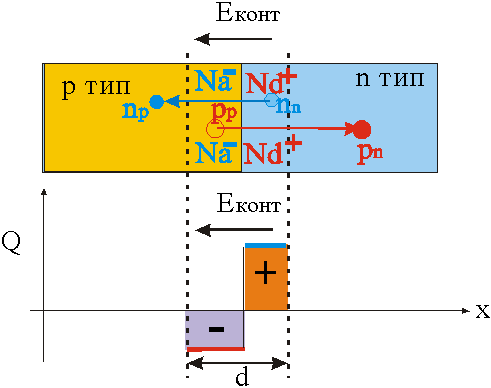 Eконт
p тип Na- Nd+ n тип
np pp nn
Na- Nd+ pn
Eконт
Q
+
x
-
d